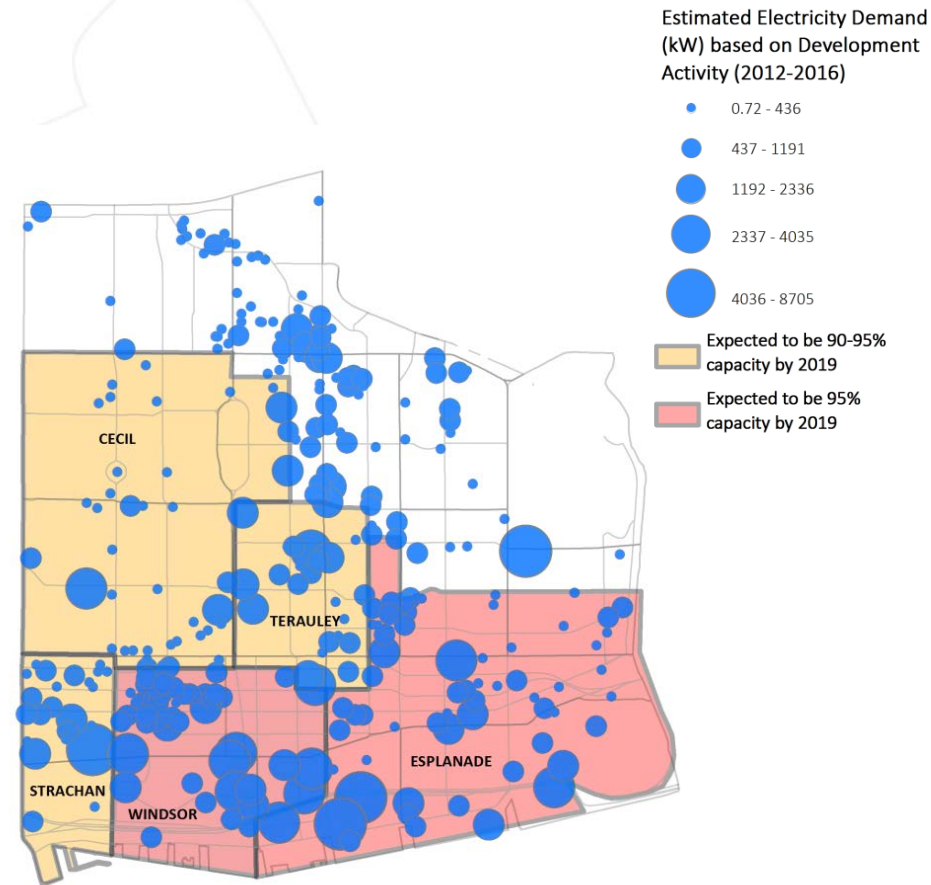 Estimated Electricity Demand
(kW) based on Development
Activity (2012-2016)
0.72 - 436
437 - 1191
1192 - 2336
2337 - 4035
4036 - 8705
Expected to be 90-95%
capacity by 2019
Expected to be 95%
capacity by 2019
CECIL
TERAULEY
ESPLANADE
STRACHAN
WINDSOR